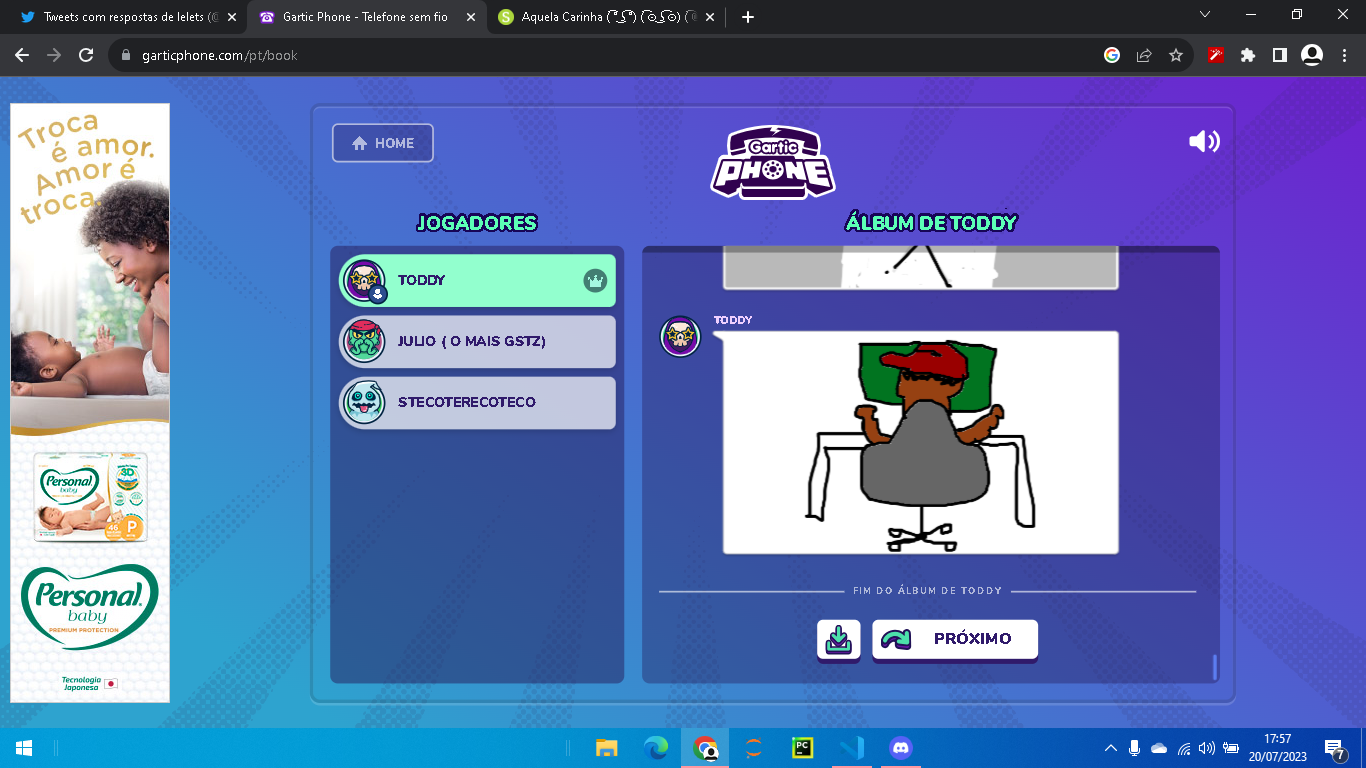 Tweets com respostas de lelets (@
Gartic Phone - Telefone sem fio
Aquela Carinha ( ͡° ͜ʖ ͡°) ( ͡ʘ ͜ʖ ͡ʘ) (
garticphone.com/pt/book
Troca
é amor.
Amor é
troca
Personal
baby
3D
46
P
Personal
baby
PREMIUM PROTECTION
Tecnologia
Japonesa
HOME
Gartic
PHONE
JOGADORES
TODDY
JULIO ( O MAIS GSTZ)
STECOTERECOTECO
ÁLBUM DE TODDY
TODDY
FIM DO ÁLBUM DE TODDY
PRÓXIMO
PC
17:57
20/07/2023
7